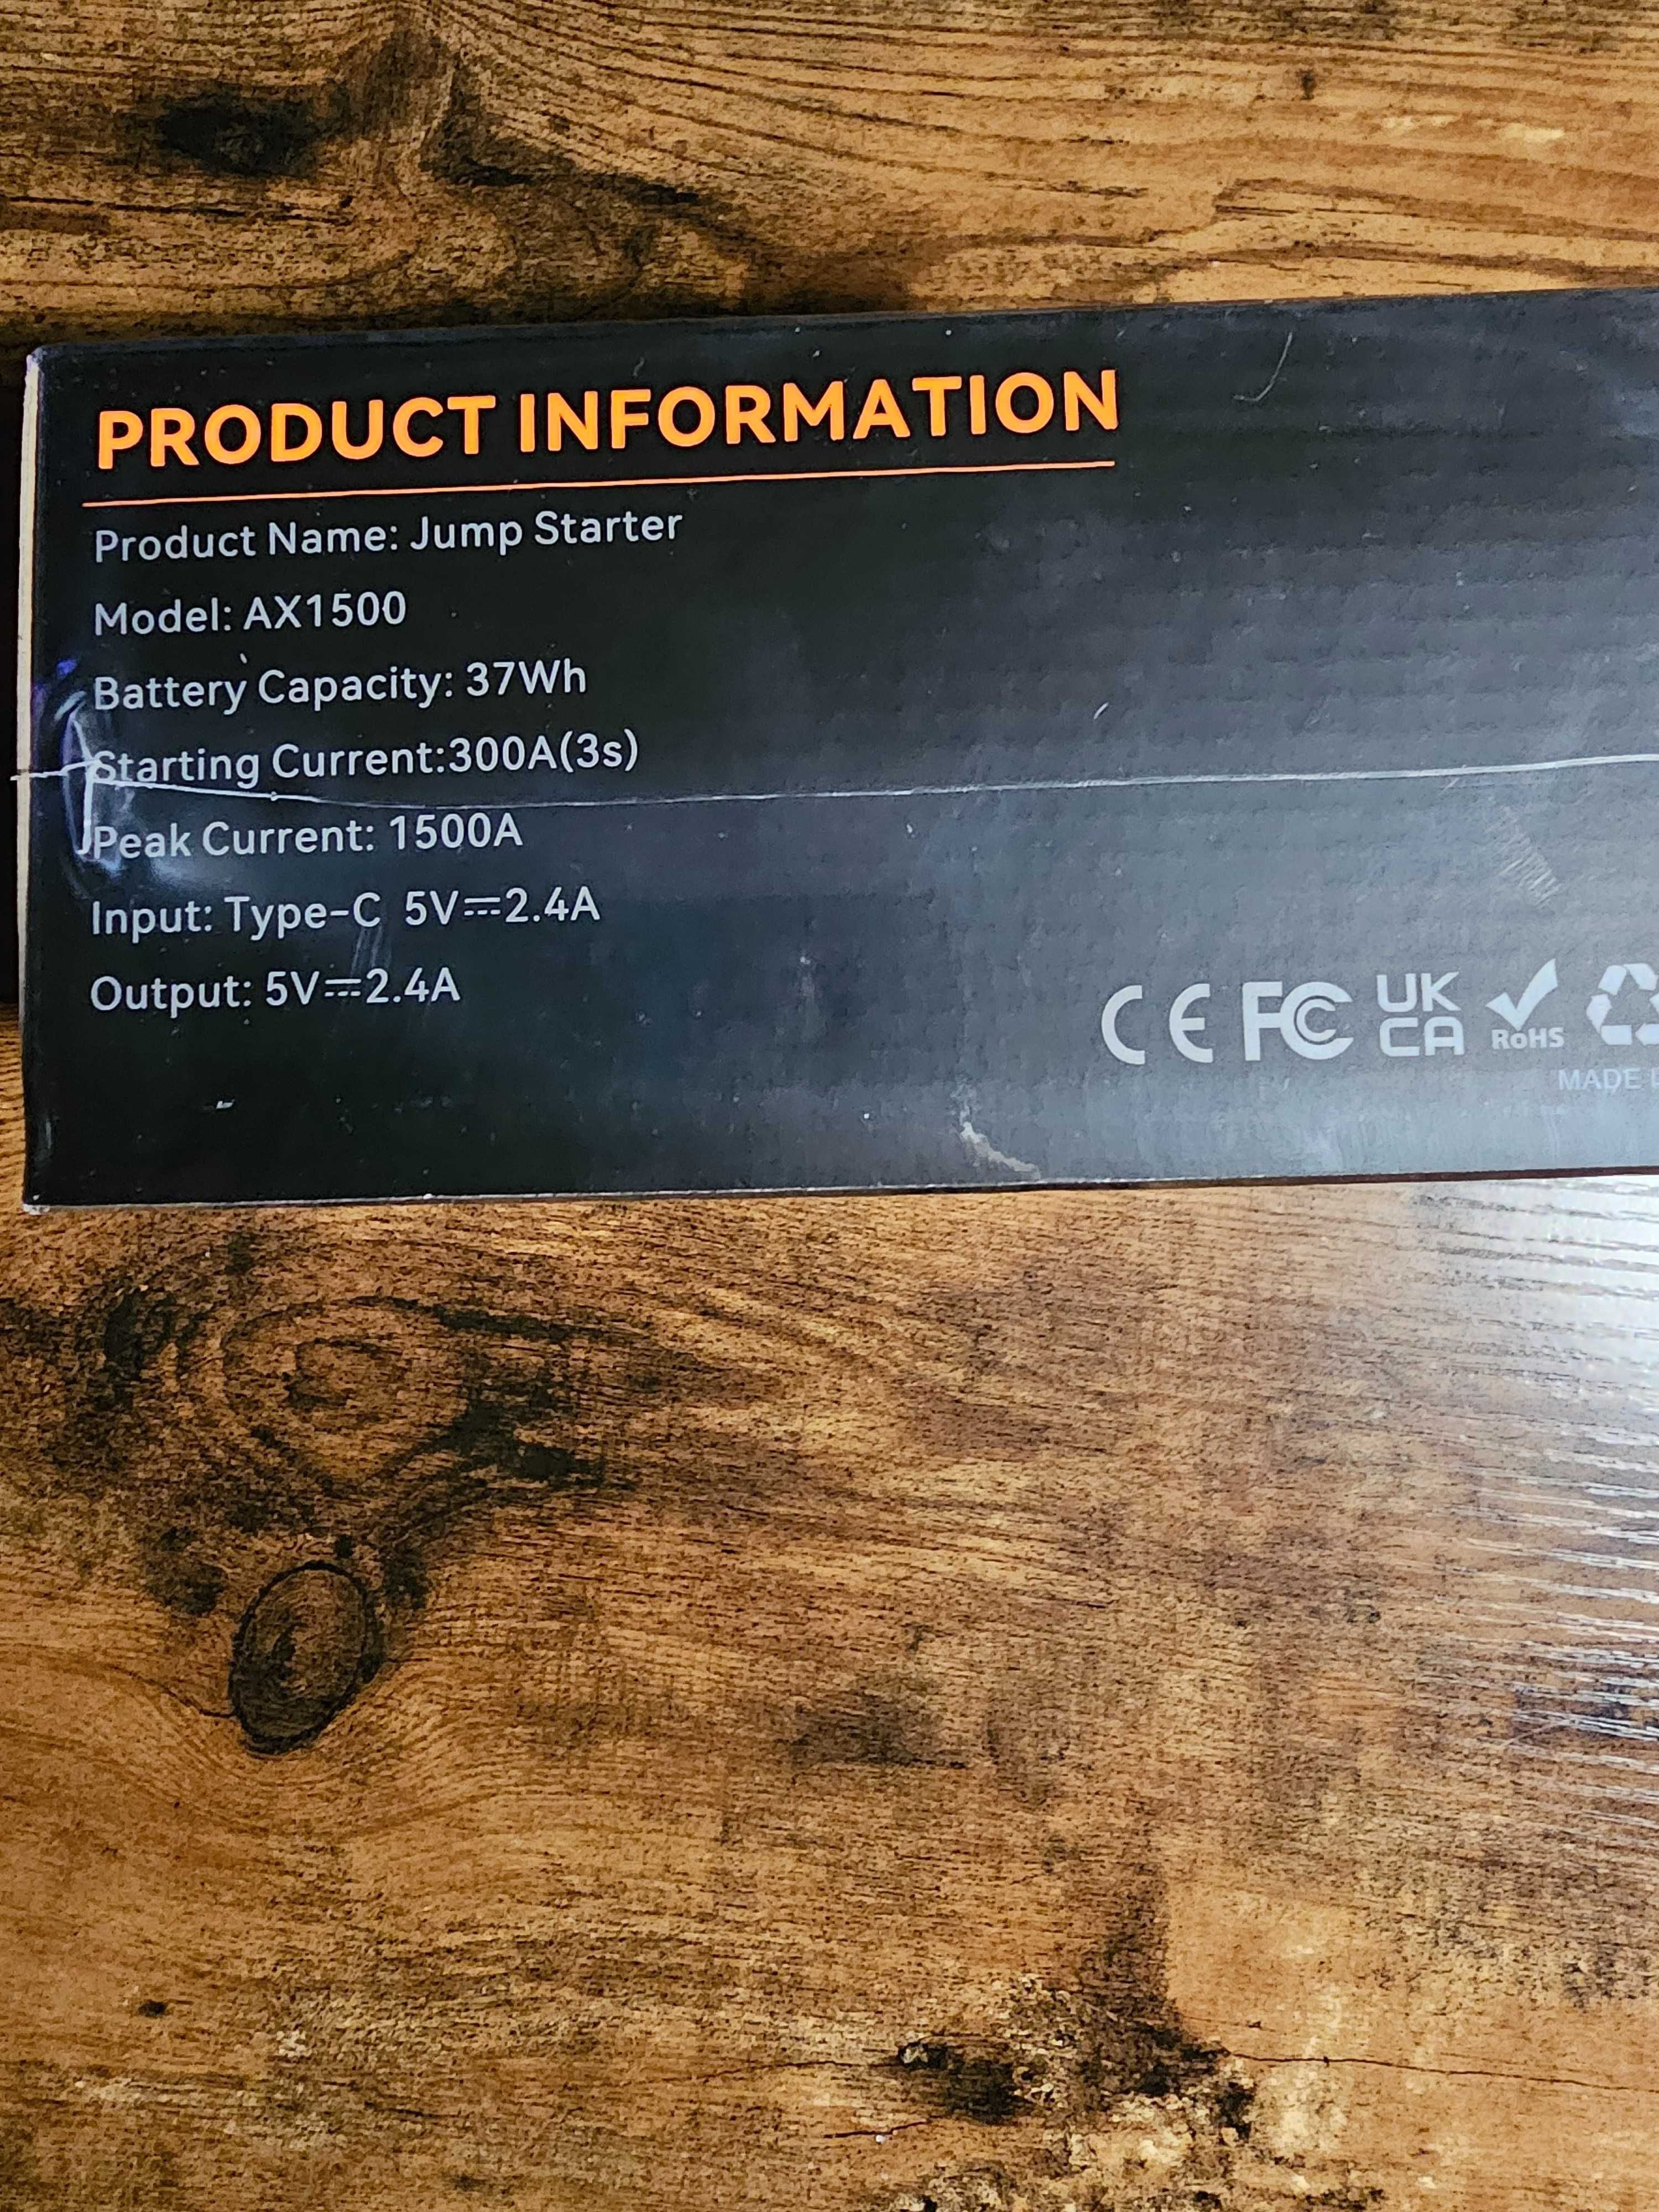 PRODUCT INFORMATION
Product Name: Jump Starter
Model: AX1500
Battery Capacity: 37Wh
Starting Current:300A(3s)
Peak Current: 1500A
Input: Type-C 5V⎓2.4A
Output: 5V⎓2.4A
CE FC UK CA RoHS
MADE